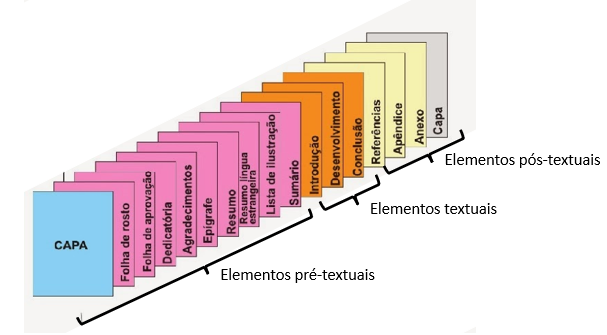 CAPA
Folha de rosto
Folha de aprovação
Dedicatória
Agradecimentos
Epígrafe
Resumo
Resumo língua
estrangeira
Lista de ilustração
Sumário
Introdução
Desenvolvimento
Conclusão
Referências
Apêndice
Anexo
Capa
Elementos pós-textuais
Elementos textuais
Elementos pré-textuais